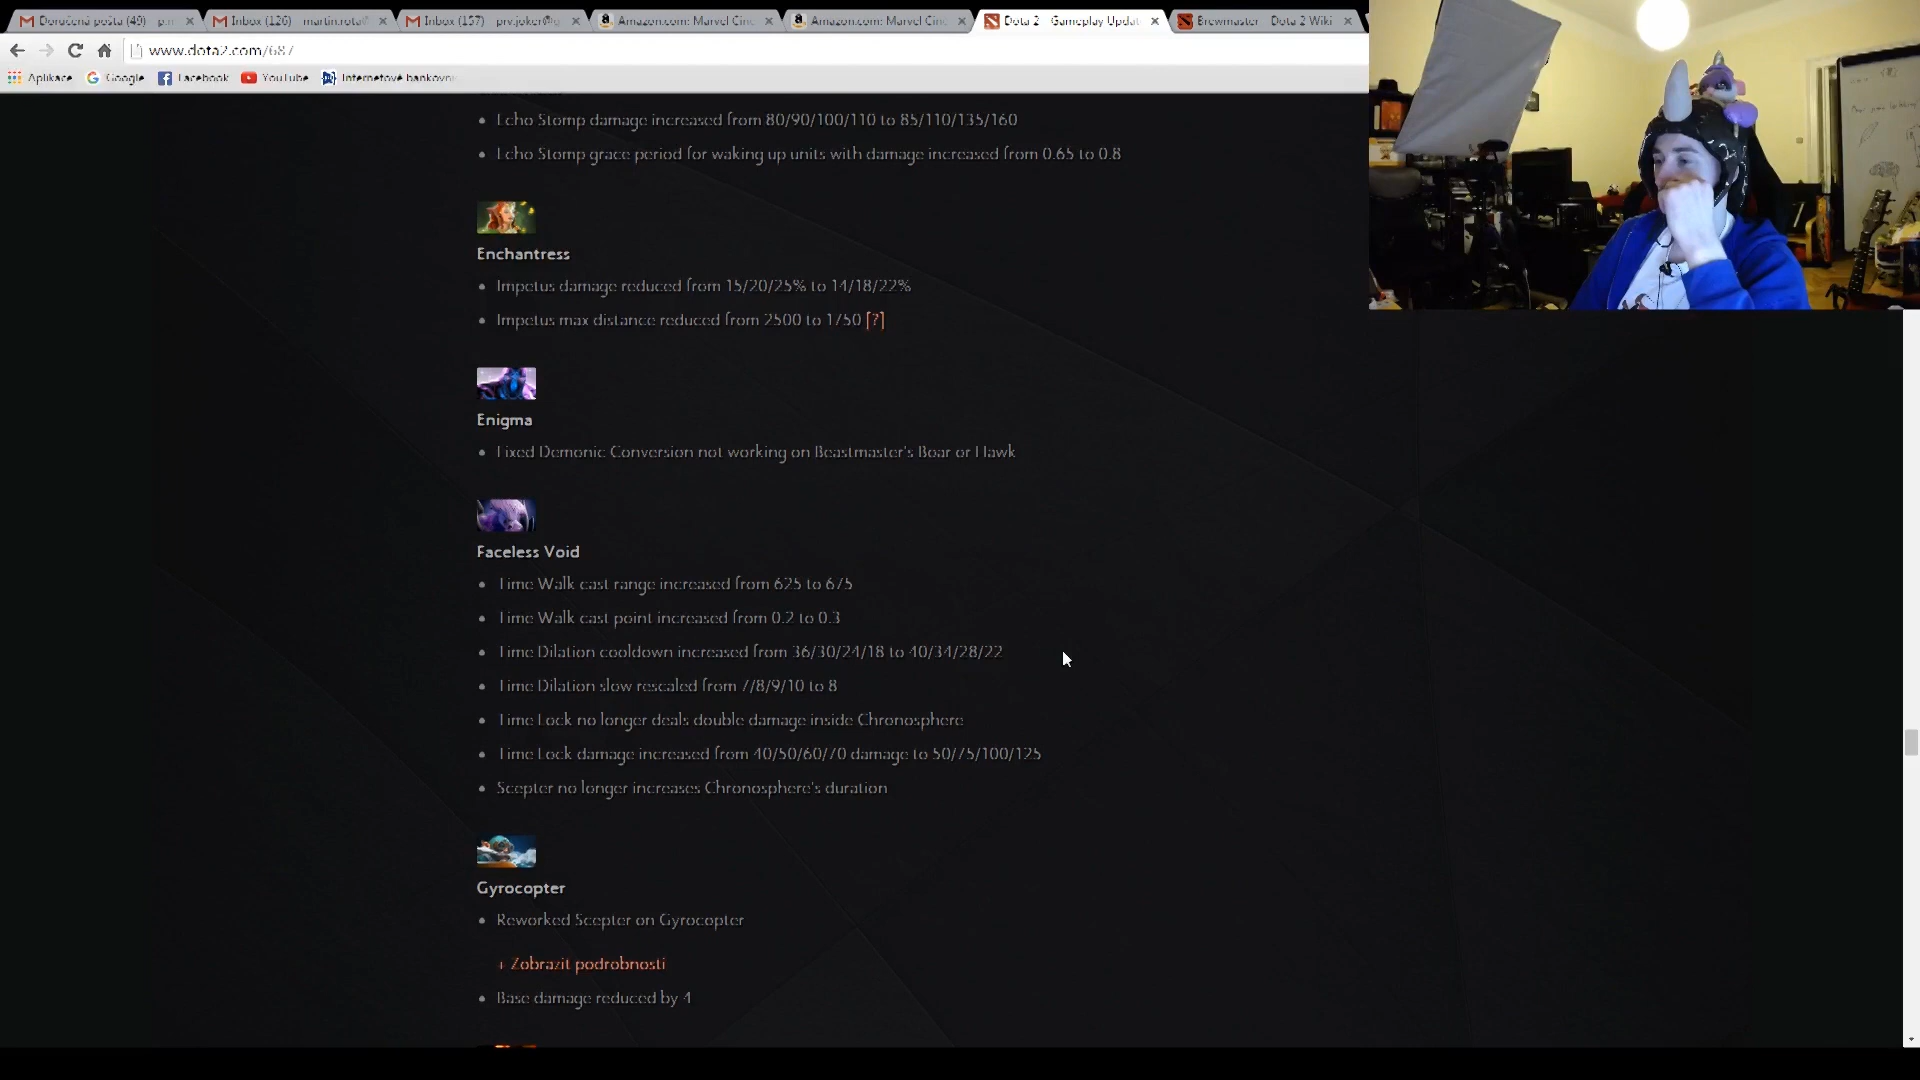 Doručená pošta (49) - p.m
Inbox (126) - martin.rota
Inbox (157) - prv.joker@g
Amazon.com: Marvel Cine
Amazon.com: Marvel Cine
Dota 2 - Gameplay Updat
Brewmaster - Dota 2 Wiki
www.dota2.com/687
Aplikace
Google
Facebook
YouTube
Internetové bankovn
• Echo Stomp damage increased from 80/90/100/110 to 85/110/135/160
• Echo Stomp grace period for waking up units with damage increased from 0.65 to 0.8
Enchantress
• Impetus damage reduced from 15/20/25% to 14/18/22%
• Impetus max distance reduced from 2500 to 1750 [?]
Enigma
• Fixed Demonic Conversion not working on Beastmaster's Boar or Hawk
Faceless Void
• Time Walk cast range increased from 625 to 675
• Time Walk cast point increased from 0.2 to 0.3
• Time Dilation cooldown increased from 36/30/24/18 to 40/34/28/22
• Time Dilation slow rescaled from 7/8/9/10 to 8
• Time Lock no longer deals double damage inside Chronosphere
• Time Lock damage increased from 40/50/60/70 damage to 50/75/100/125
• Scepter no longer increases Chronosphere's duration
Gyrocopter
• Reworked Scepter on Gyrocopter
+ Zobrazit podrobnosti
• Base damage reduced by 4